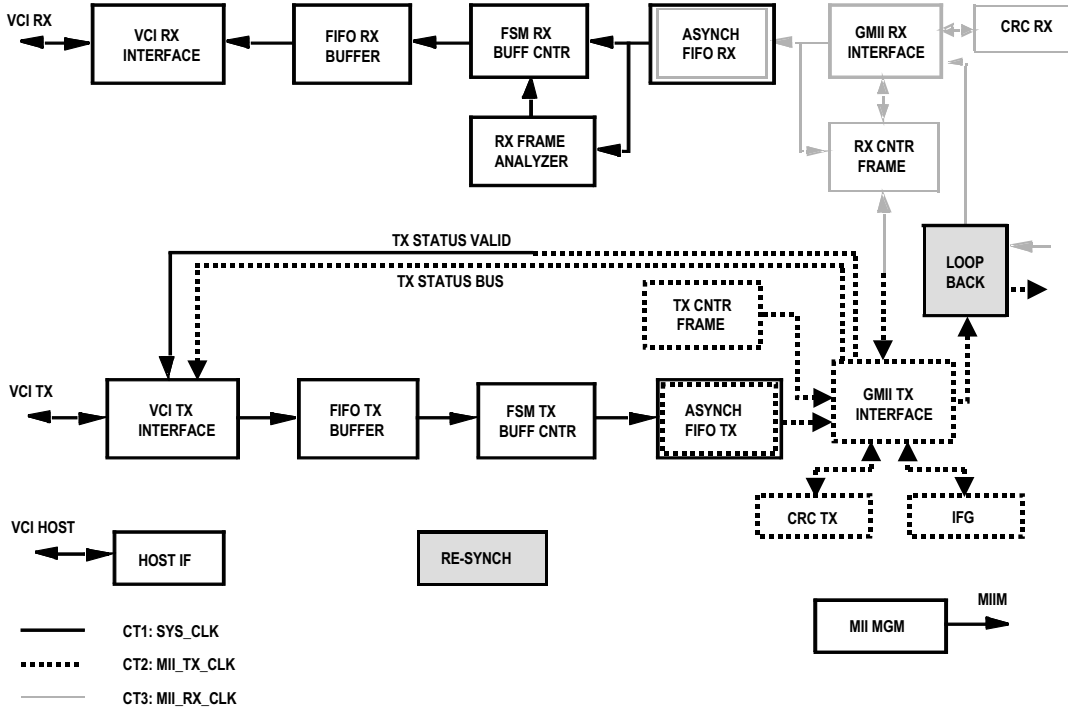 VCI RX
VCI RX
INTERFACE
FIFO RX
BUFFER
FSM RX
BUFF CNTR
ASYNCH
FIFO RX
GMII RX
INTERFACE
CRC RX
RX FRAME
ANALYZER
RX CNTR
FRAME
TX STATUS VALID
TX STATUS BUS
LOOP
BACK
TX CNTR
FRAME
VCI TX
VCI TX
INTERFACE
FIFO TX
BUFFER
FSM TX
BUFF CNTR
ASYNCH
FIFO TX
GMII TX
INTERFACE
CRC TX
IFG
VCI HOST
HOST IF
RE-SYNCH
MII MGM
MIIM
CT1: SYS_CLK
CT2: MII_TX_CLK
CT3: MII_RX_CLK